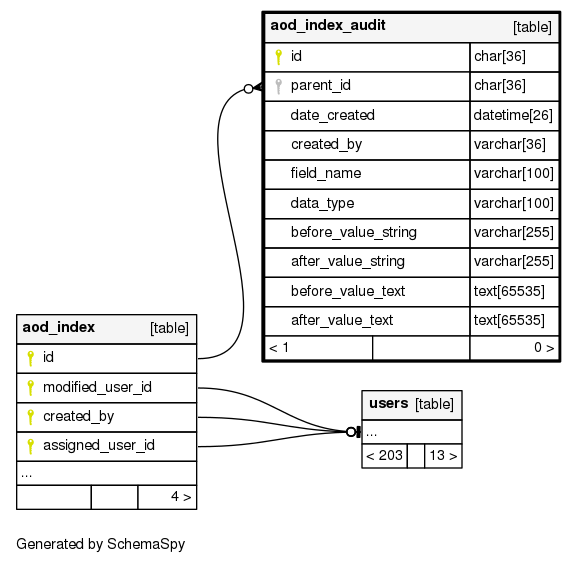 aod_index_audit [table]
id char[36]
parent_id char[36]
date_created datetime[26]
created_by varchar[36]
field_name varchar[100]
data_type varchar[100]
before_value_string varchar[255]
after_value_string varchar[255]
before_value_text text[65535]
after_value_text text[65535]
< 1 0 >
aod_index [table]
id
modified_user_id
created_by
assigned_user_id
...
4 >
users [table]
...
< 203 13 >
Generated by SchemaSpy